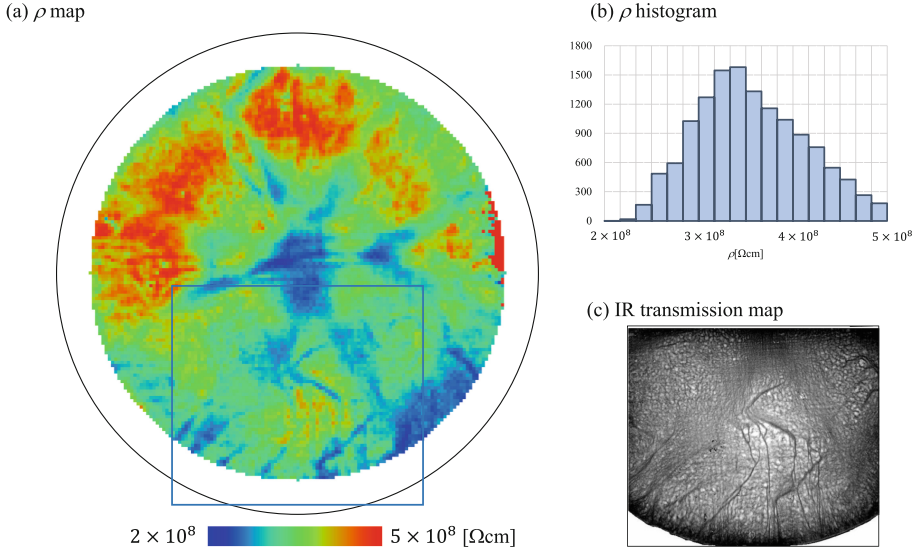 (a) ρ map
2 × 10⁸
5 × 10⁸ [Ωcm]
(b) ρ histogram
1800
1500
1200
900
600
300
0
2 × 10⁸
3 × 10⁸
4 × 10⁸
5 × 10⁸
ρ[Ωcm]
(c) IR transmission map